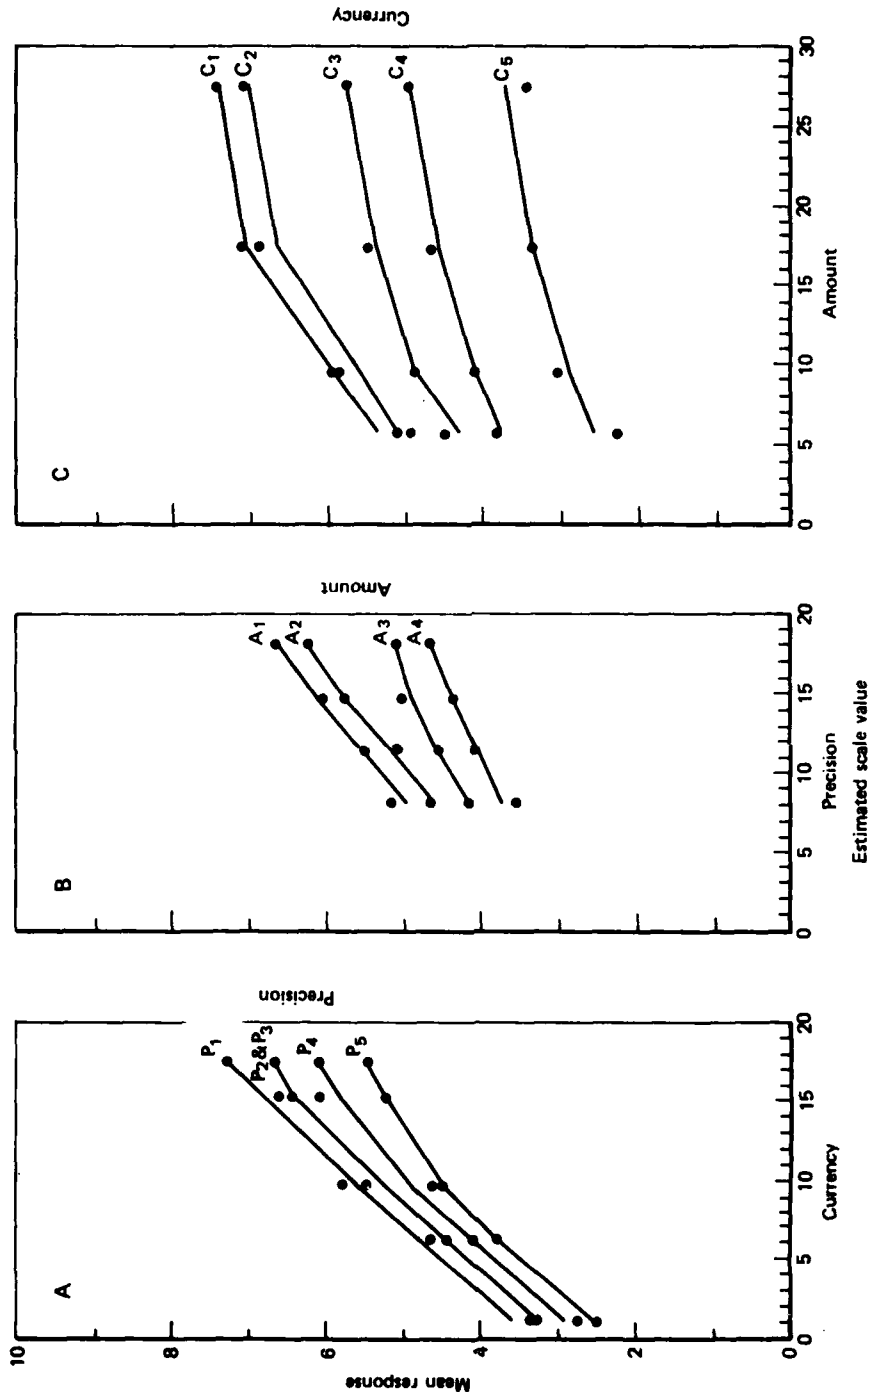 A
Mean response
10
8
6
4
2
0
P1
P2 & P3
P4
P5
Precision
0
5
10
15
20
Currency
B
A1
A2
A3
A4
Amount
0
5
10
15
20
Precision
Estimated scale value
C
C1
C2
C3
C4
C5
Currency
0
5
10
15
20
25
30
Amount